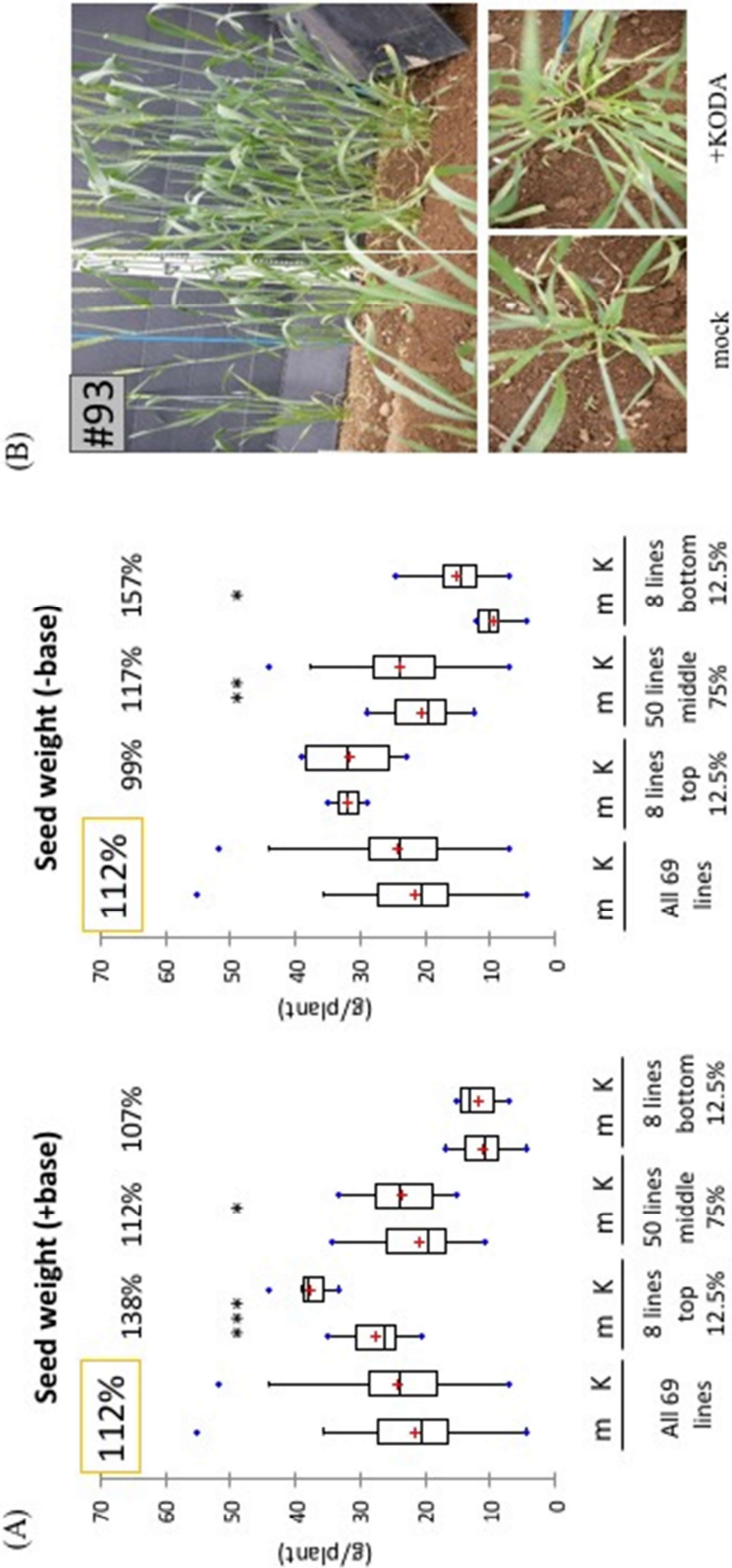 (A)
Seed weight (+base)
112%
138%
112%
107%
***
*
(g/plant)
70
60
50
40
30
20
10
0
m K
m K
m K
m K
All 69
lines
8 lines
top
12.5%
50 lines
middle
75%
8 lines
bottom
12.5%
Seed weight (-base)
112%
99%
117%
157%
**
*
(g/plant)
70
60
50
40
30
20
10
0
m K
m K
m K
m K
All 69
lines
8 lines
top
12.5%
50 lines
middle
75%
8 lines
bottom
12.5%
(B)
#93
mock
+KODA